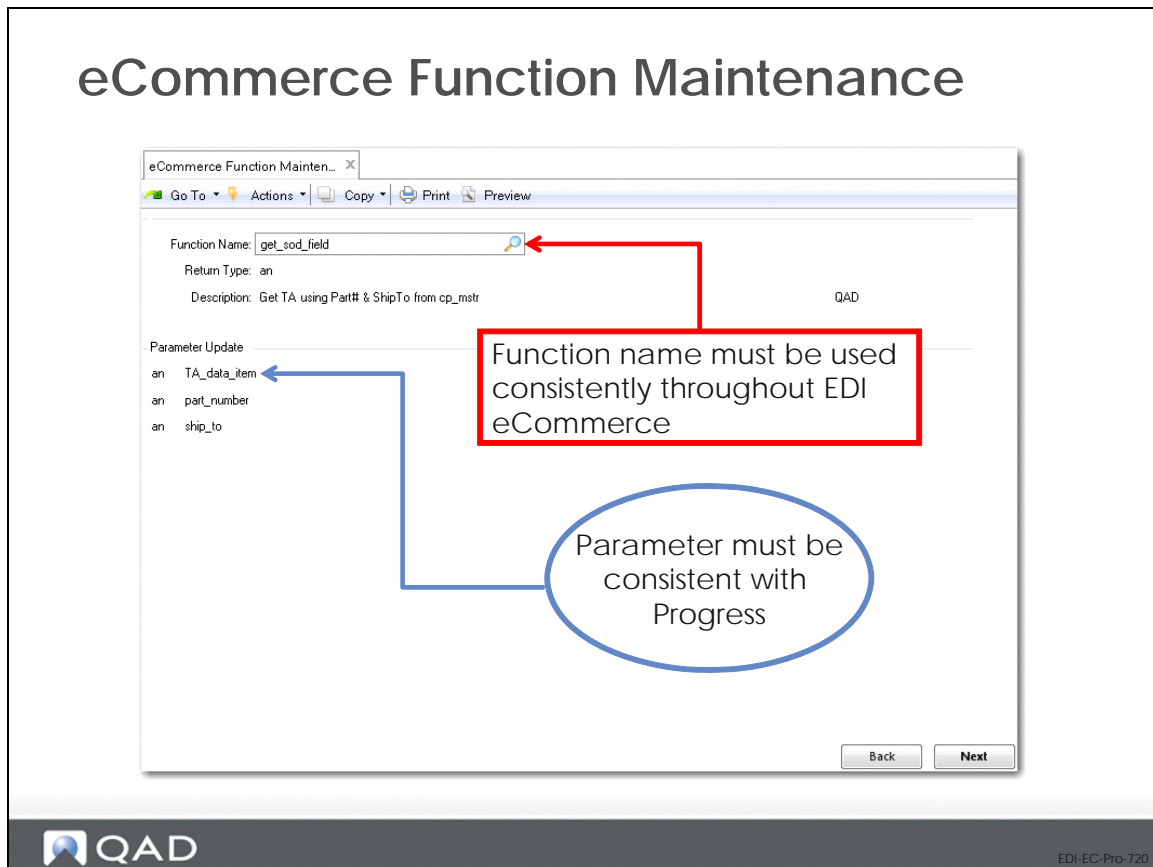 eCommerce Function Maintenance
eCommerce Function Mainten... X
Go To Actions Copy Print Preview
Function Name: get_sod_field
Return Type: an
Description: Get TA using Part# & ShipTo from cp_mstr QAD
Parameter Update
an TA_data_item
an part_number
an ship_to
Function name must be used
consistently throughout EDI
eCommerce
Parameter must be
consistent with
Progress
Back Next
QAD
EDI-EC-Pro-720